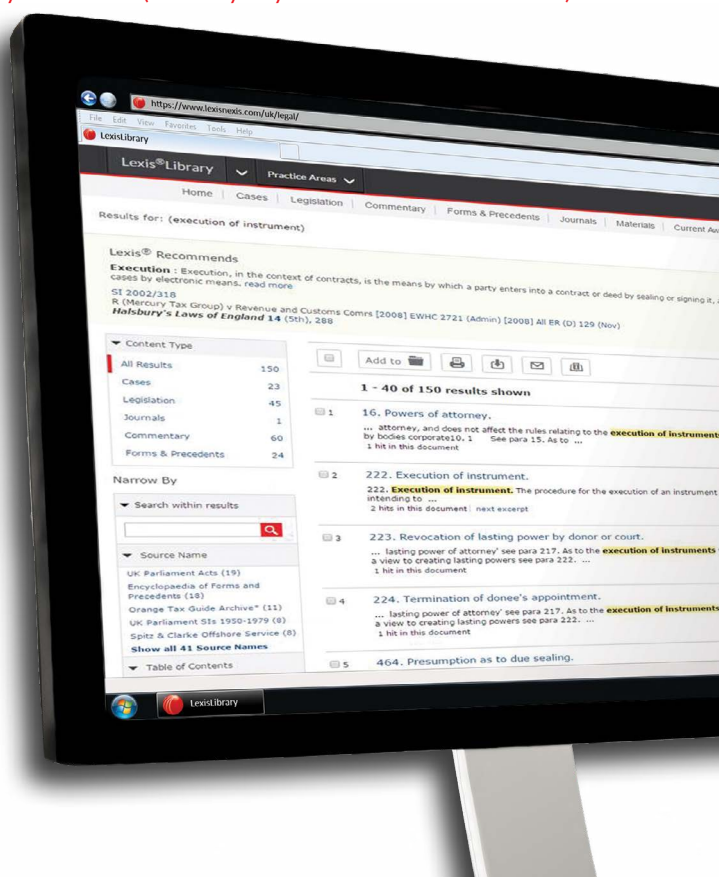 https://www.lexisnexis.com/uk/legal/
File Edit View Favorites Tools Help
LexisLibrary
Lexis®Library Practice Areas
Home Cases Legislation Commentary Forms & Precedents Journals Materials Current Aw
Results for: (execution of instrument)
Lexis® Recommends
Execution : Execution, in the context of contracts, is the means by which a party enters into a contract or deed by sealing or signing it,
cases by electronic means. read more
SI 2002/318
R (Mercury Tax Group) v Revenue and Customs Comrs [2008] EWHC 2721 (Admin) [2008] All ER (D) 129 (Nov)
Halsbury's Laws of England 14 (5th), 288
Content Type
All Results 150
Cases 23
Legislation 45
Journals 1
Commentary 60
Forms & Precedents 24
Narrow By
Search within results
Source Name
UK Parliament Acts (19)
Encyclopaedia of Forms and
Precedents (18)
Orange Tax Guide Archive* (11)
UK Parliament SIs 1950-1979 (8)
Spitz & Clarke Offshore Service (8)
Show all 41 Source Names
Table of Contents
Add to
1 - 40 of 150 results shown
1 16. Powers of attorney.
... attorney, and does not affect the rules relating to the execution of instruments
by bodies corporate10. 1 See para 15. As to ...
1 hit in this document
2 222. Execution of instrument.
222. Execution of instrument. The procedure for the execution of an instrument
intending to ...
2 hits in this document next excerpt
3 223. Revocation of lasting power by donor or court.
... lasting power of attorney' see para 217. As to the execution of instruments
a view to creating lasting powers see para 222. ...
1 hit in this document
4 224. Termination of donee's appointment.
... lasting power of attorney' see para 217. As to the execution of instruments
a view to creating lasting powers see para 222. ...
1 hit in this document
5 464. Presumption as to due sealing.
LexisLibrary